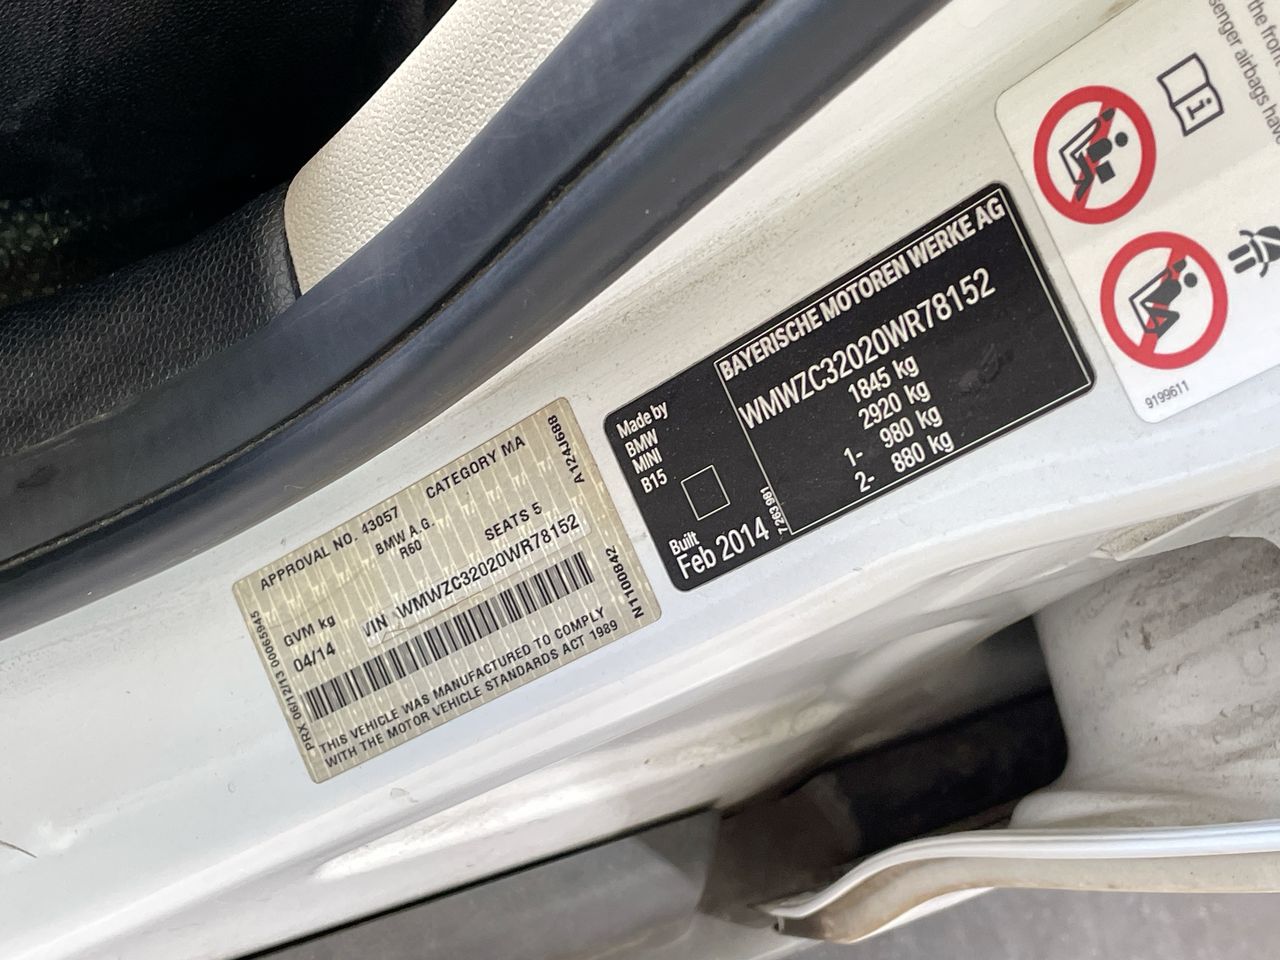 APPROVAL NO. 43057
CATEGORY MA
BMW A.G.
R60
SEATS 5
GVM kg
04/14
VIN WMWZC32020WR78152
THIS VEHICLE WAS MANUFACTURED TO COMPLY
WITH THE MOTOR VEHICLE STANDARDS ACT 1989
PRX 06/12/13 00065945
A124J688
N1100842
Made by
BMW
MINI
B15
Built
Feb 2014
7 263 981
BAYERISCHE MOTOREN WERKE AG
WMWZC32020WR78152
1845 kg
2920 kg
1- 980 kg
2- 880 kg
the front
senger airbags have
9199611